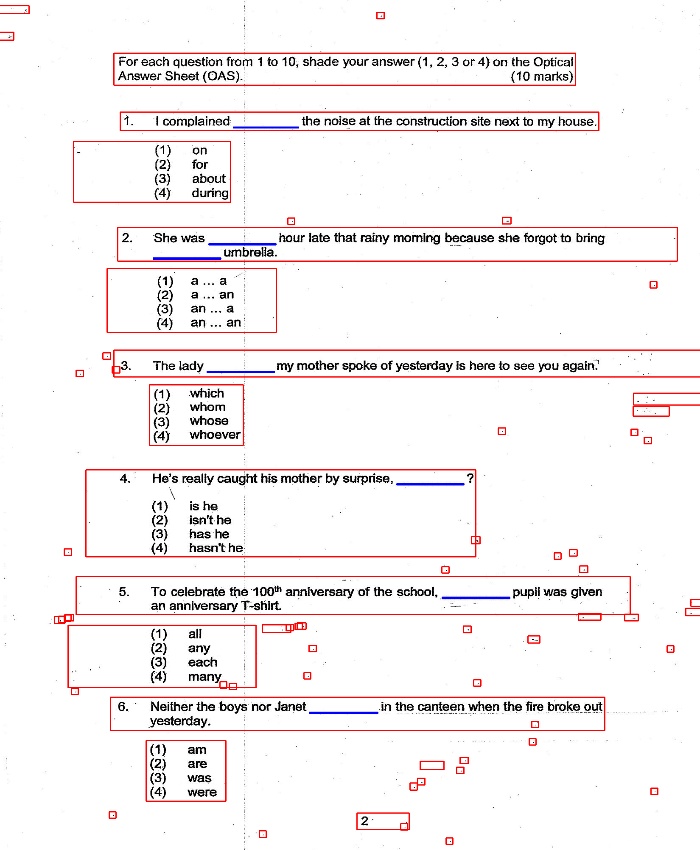 For each question from 1 to 10, shade your answer (1, 2, 3 or 4) on the Optical
Answer Sheet (OAS). (10 marks)
1. I complained ________ the noise at the construction site next to my house.
(1) on
(2) for
(3) about
(4) during
2. She was ________ hour late that rainy morning because she forgot to bring
________ umbrella.
(1) a ... a
(2) a ... an
(3) an ... a
(4) an ... an
3. The lady ________ my mother spoke of yesterday is here to see you again.
(1) which
(2) whom
(3) whose
(4) whoever
4. He's really caught his mother by surprise, ________ ?
(1) is he
(2) isn't he
(3) has he
(4) hasn't he
5. To celebrate the 100th anniversary of the school, ________ pupil was given
an anniversary T-shirt.
(1) all
(2) any
(3) each
(4) many
6. Neither the boys nor Janet ________ in the canteen when the fire broke out
yesterday.
(1) am
(2) are
(3) was
(4) were
2